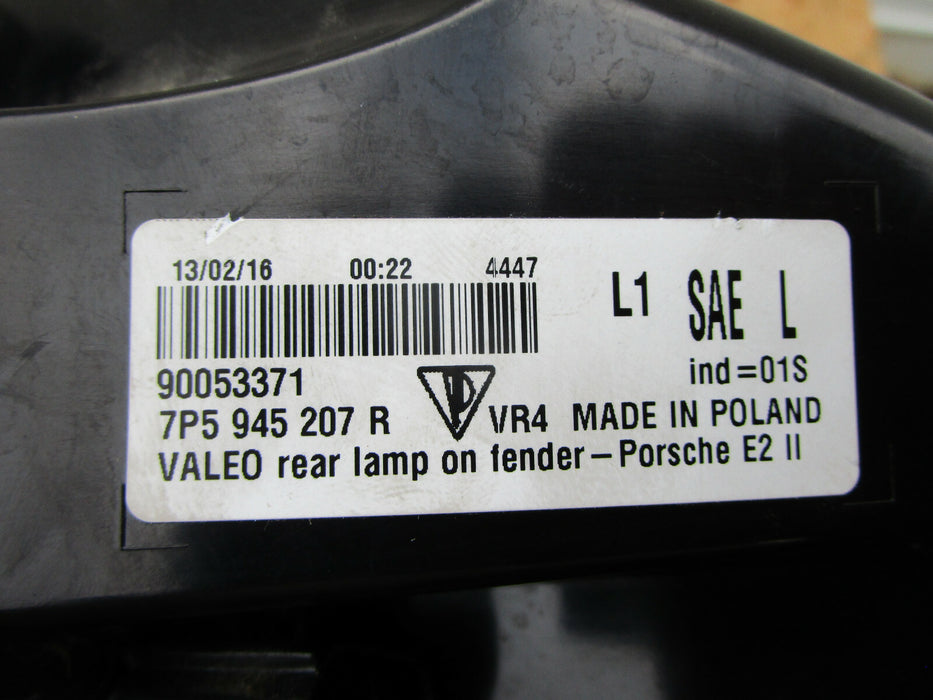 13/02/16 00:22 4447
L1 SAE L
90053371
ind=01S
7P5 945 207 R VR4 MADE IN POLAND
VALEO rear lamp on fender–Porsche E2 II